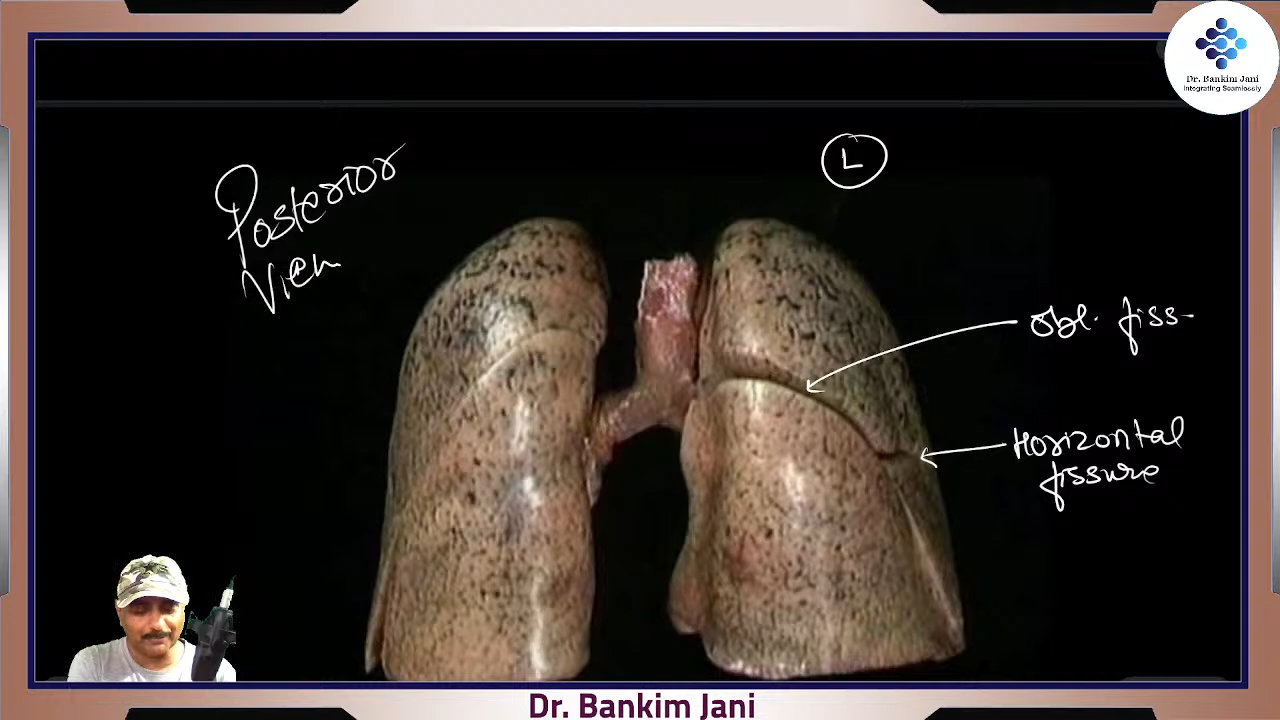 Dr. Bankim Jani
Integrating Seamlessly
L
Posterior
View
Obl. fiss-
Horizontal
fissure
Dr. Bankim Jani